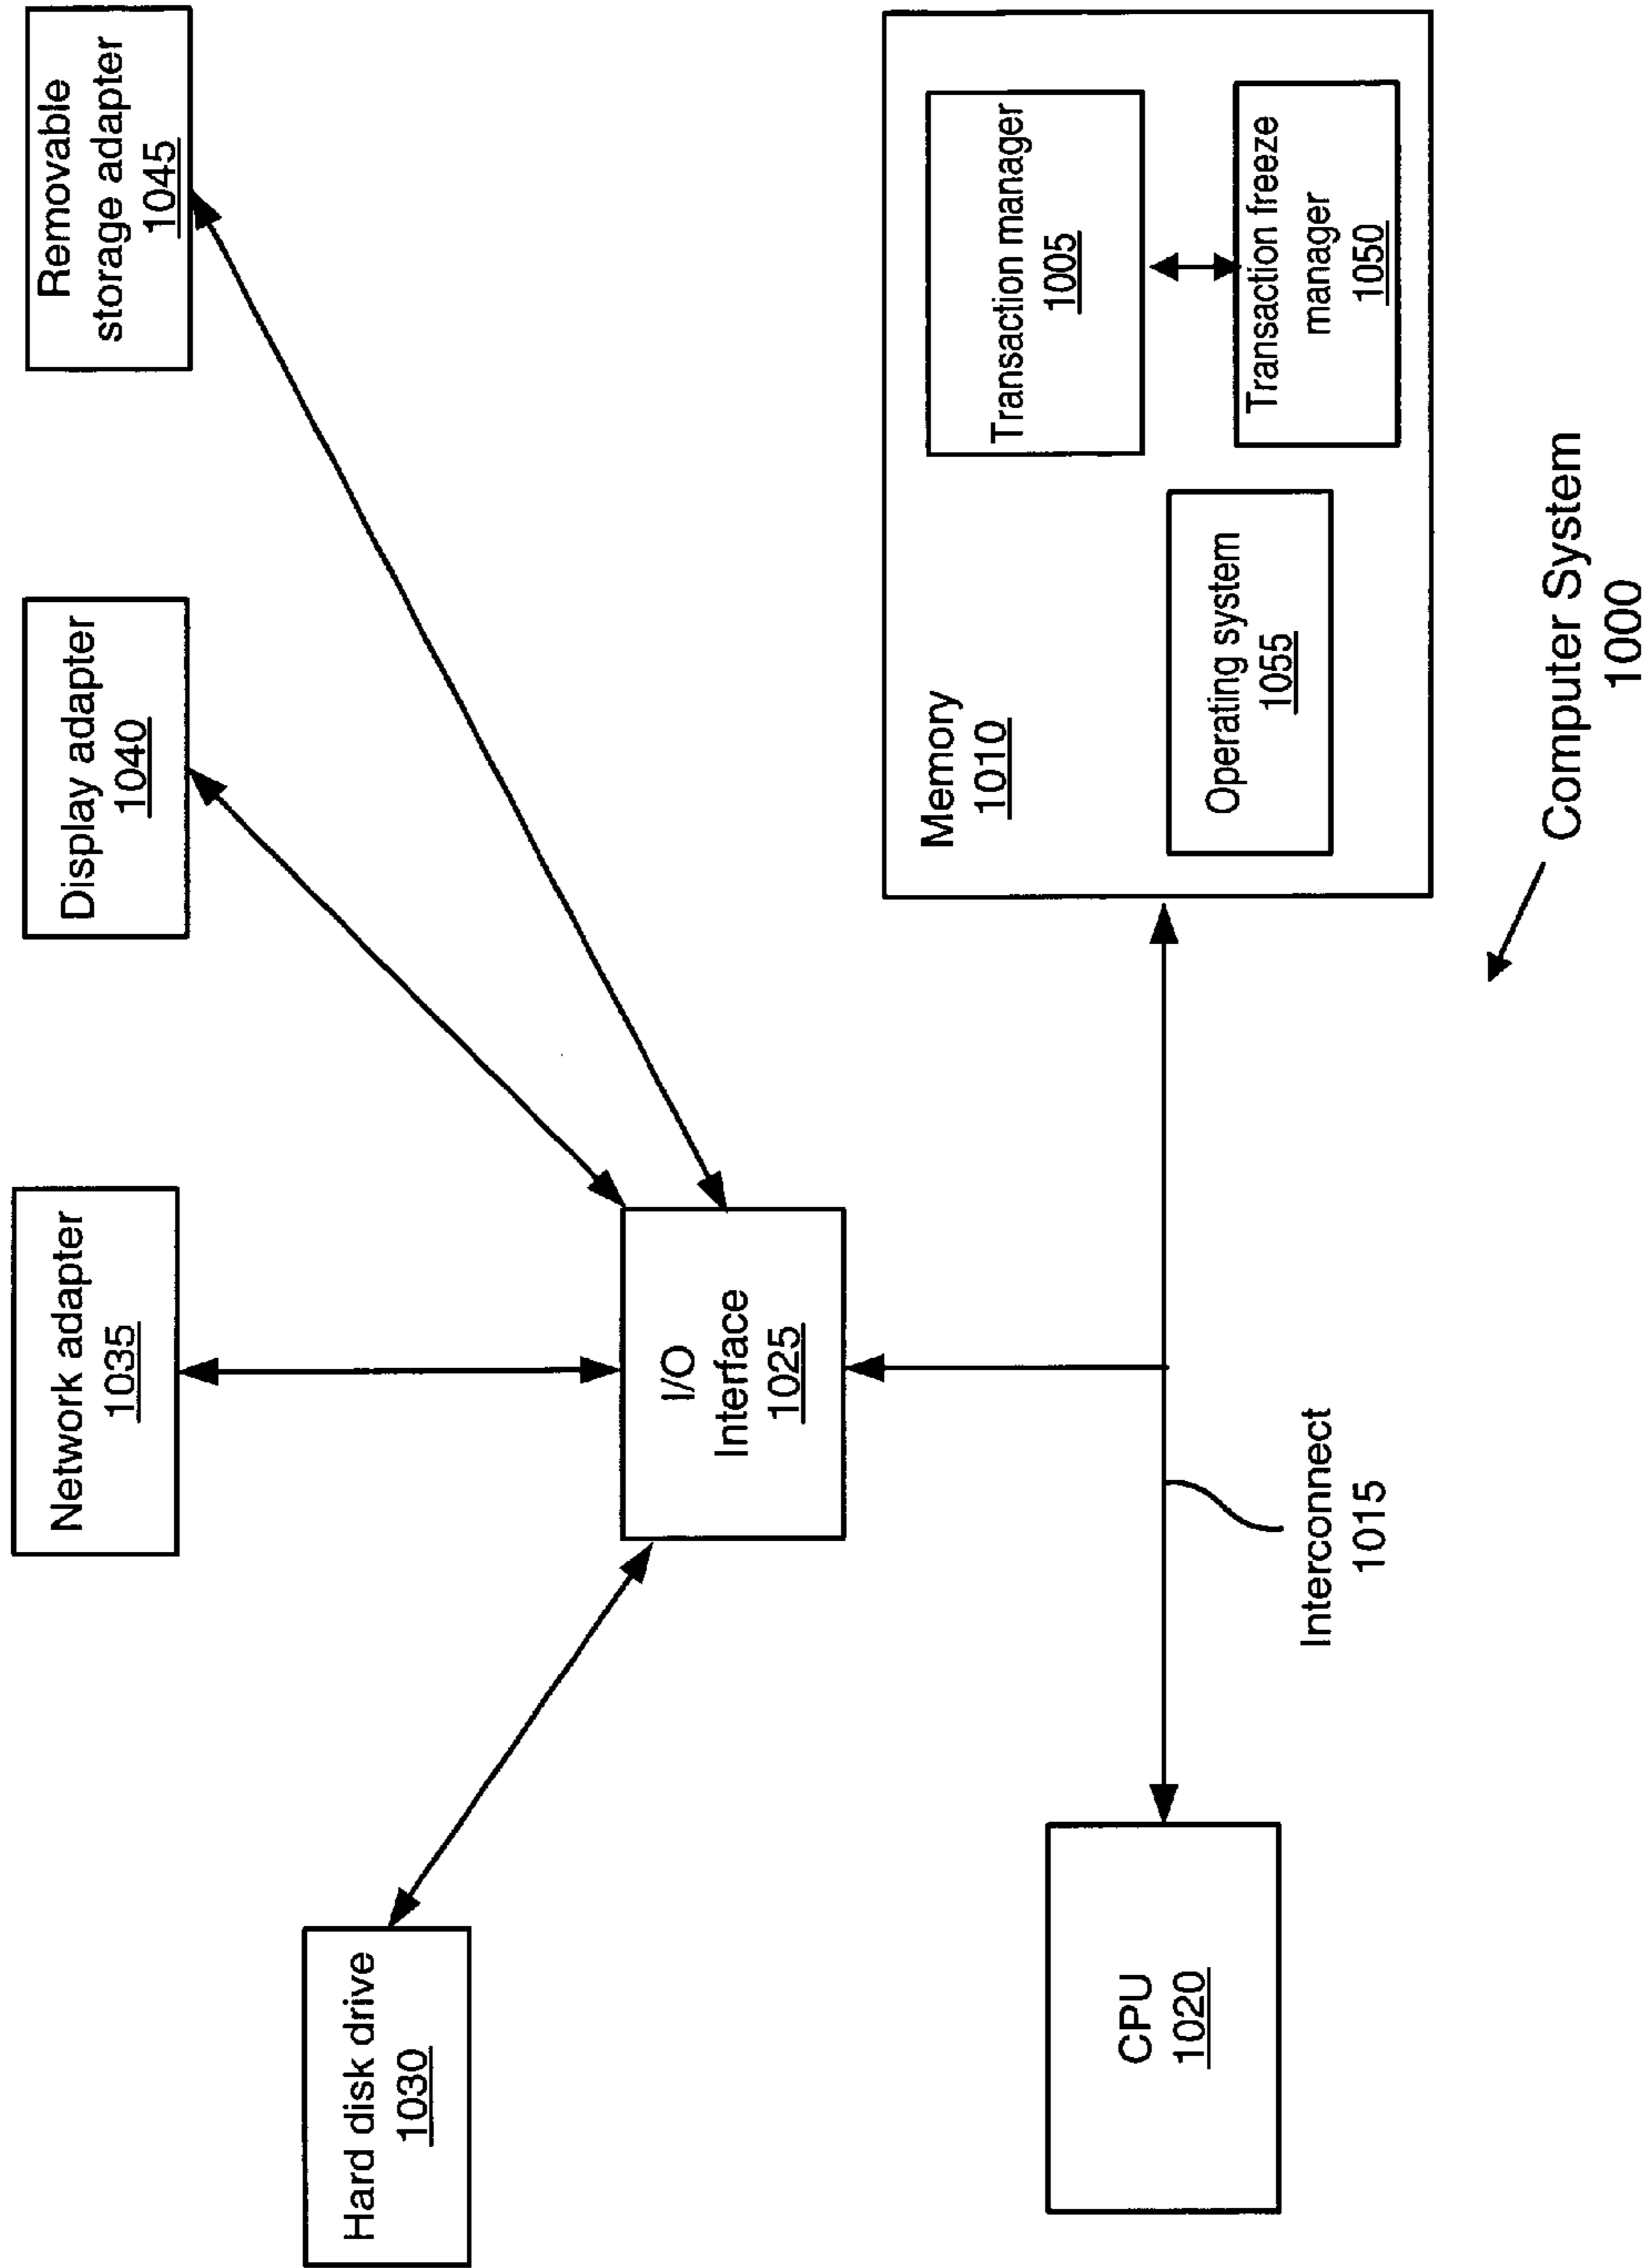 Hard disk drive
1030
Network adapter
1035
Display adapter
1040
Removable
storage adapter
1045
I/O
Interface
1025
CPU
1020
Interconnect
1015
Memory
1010
Transaction manager
1005
Operating system
1055
Transaction freeze
manager
1050
Computer System
1000